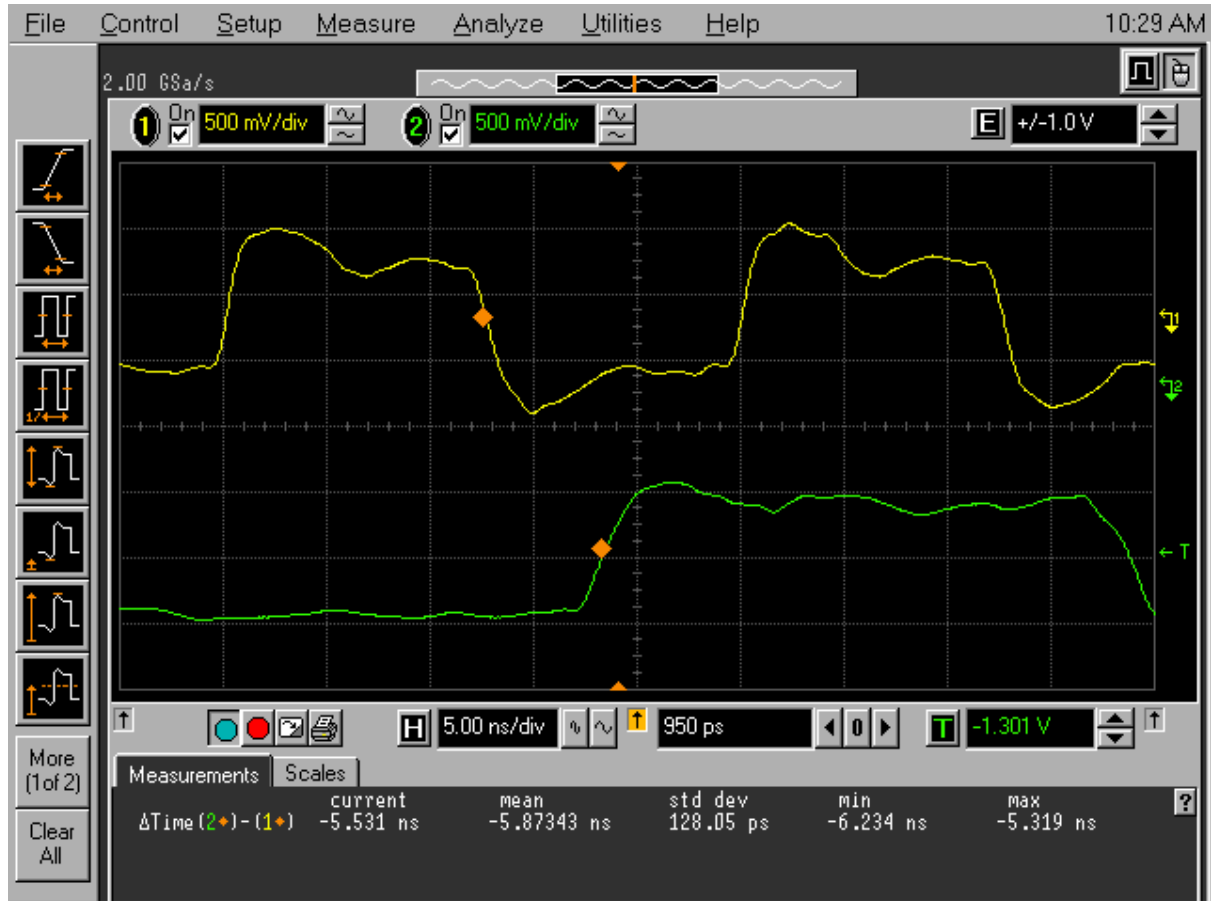 File Control Setup Measure Analyze Utilities Help 10:29 AM
2.00 GSa/s
1 On 500 mV/div 2 On 500 mV/div E +/-1.0 V
1
2
T
H 5.00 ns/div 950 ps 0 T -1.301 V
1/
More
(1 of 2)
Clear
All
Measurements Scales
current mean std dev min max
ΔTime(2◆)-(1◆) -5.531 ns -5.87343 ns 128.05 ps -6.234 ns -5.319 ns
?